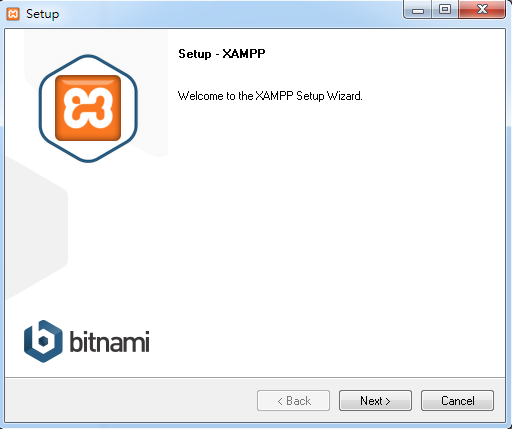 Setup
Setup - XAMPP
Welcome to the XAMPP Setup Wizard.
bitnami
< Back
Next >
Cancel